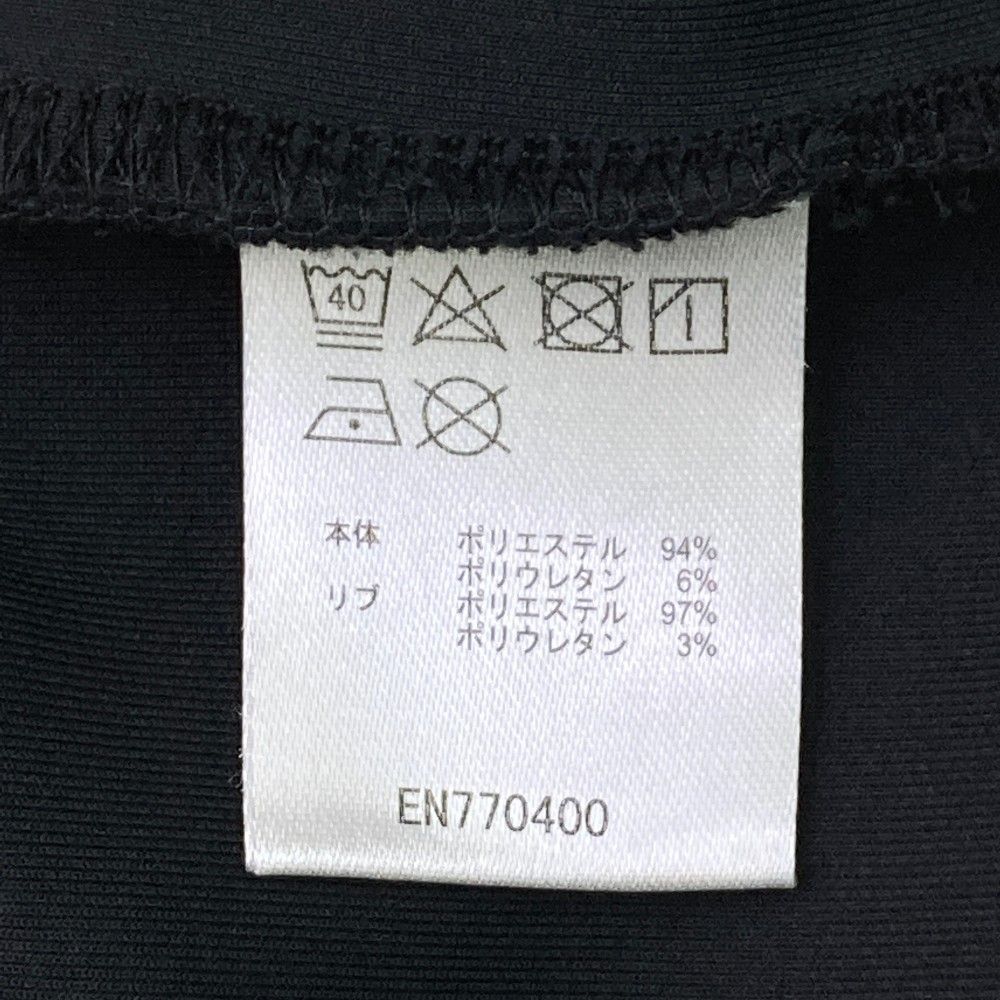 40
本体 ポリエステル 94%
ポリウレタン 6%
リブ ポリエステル 97%
ポリウレタン 3%
EN770400